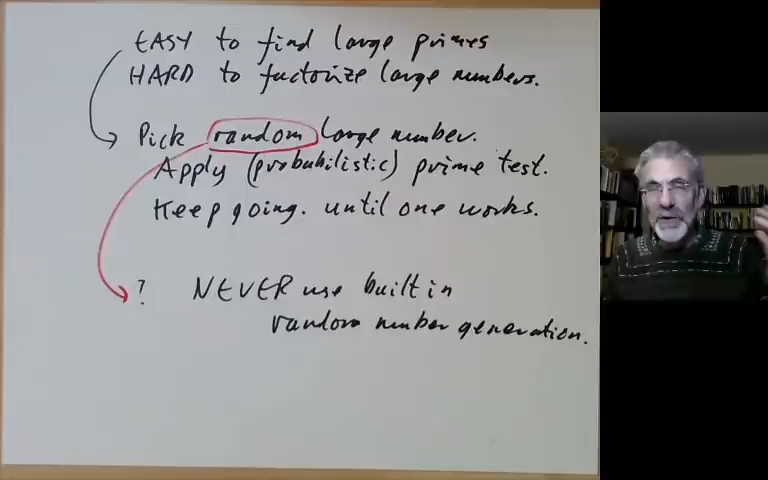 EASY to find large primes
HARD to factorize large numbers.
Pick random large number.
Apply (probabilistic) prime test.
Keep going. until one works.
? NEVER use built in
random number generation.